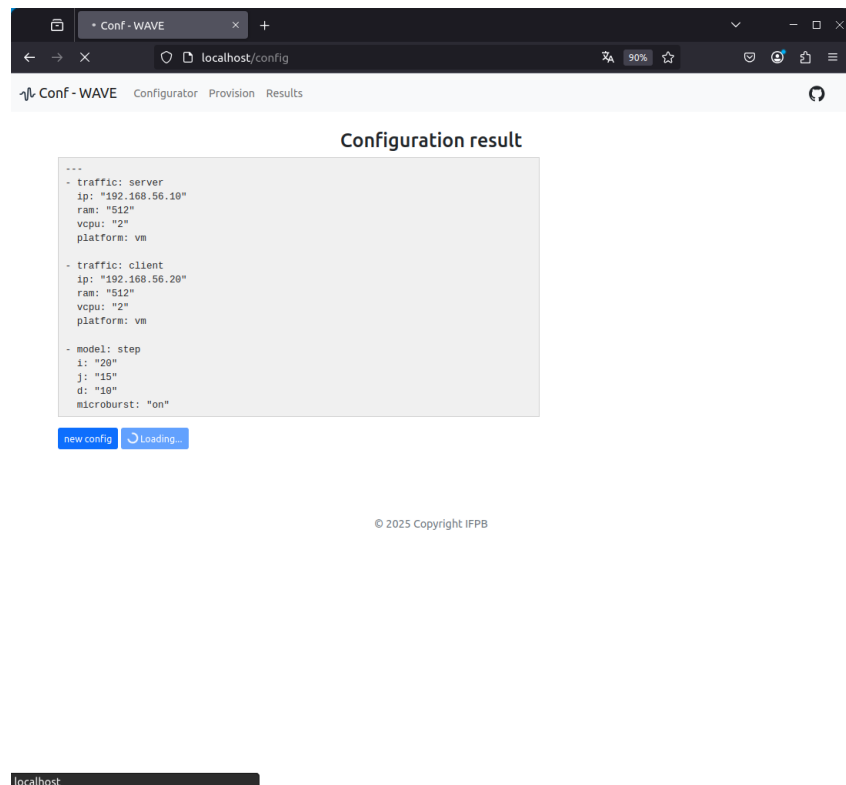 Conf - WAVE
localhost/config
90%
Conf - WAVE Configurator Provision Results
Configuration result
---
- traffic: server
  ip: "192.168.56.10"
  ram: "512"
  vcpu: "2"
  platform: vm
- traffic: client
  ip: "192.168.56.20"
  ram: "512"
  vcpu: "2"
  platform: vm
- model: step
  i: "20"
  j: "15"
  d: "10"
  microburst: "on"
new config Loading...
© 2025 Copyright IFPB
localhost